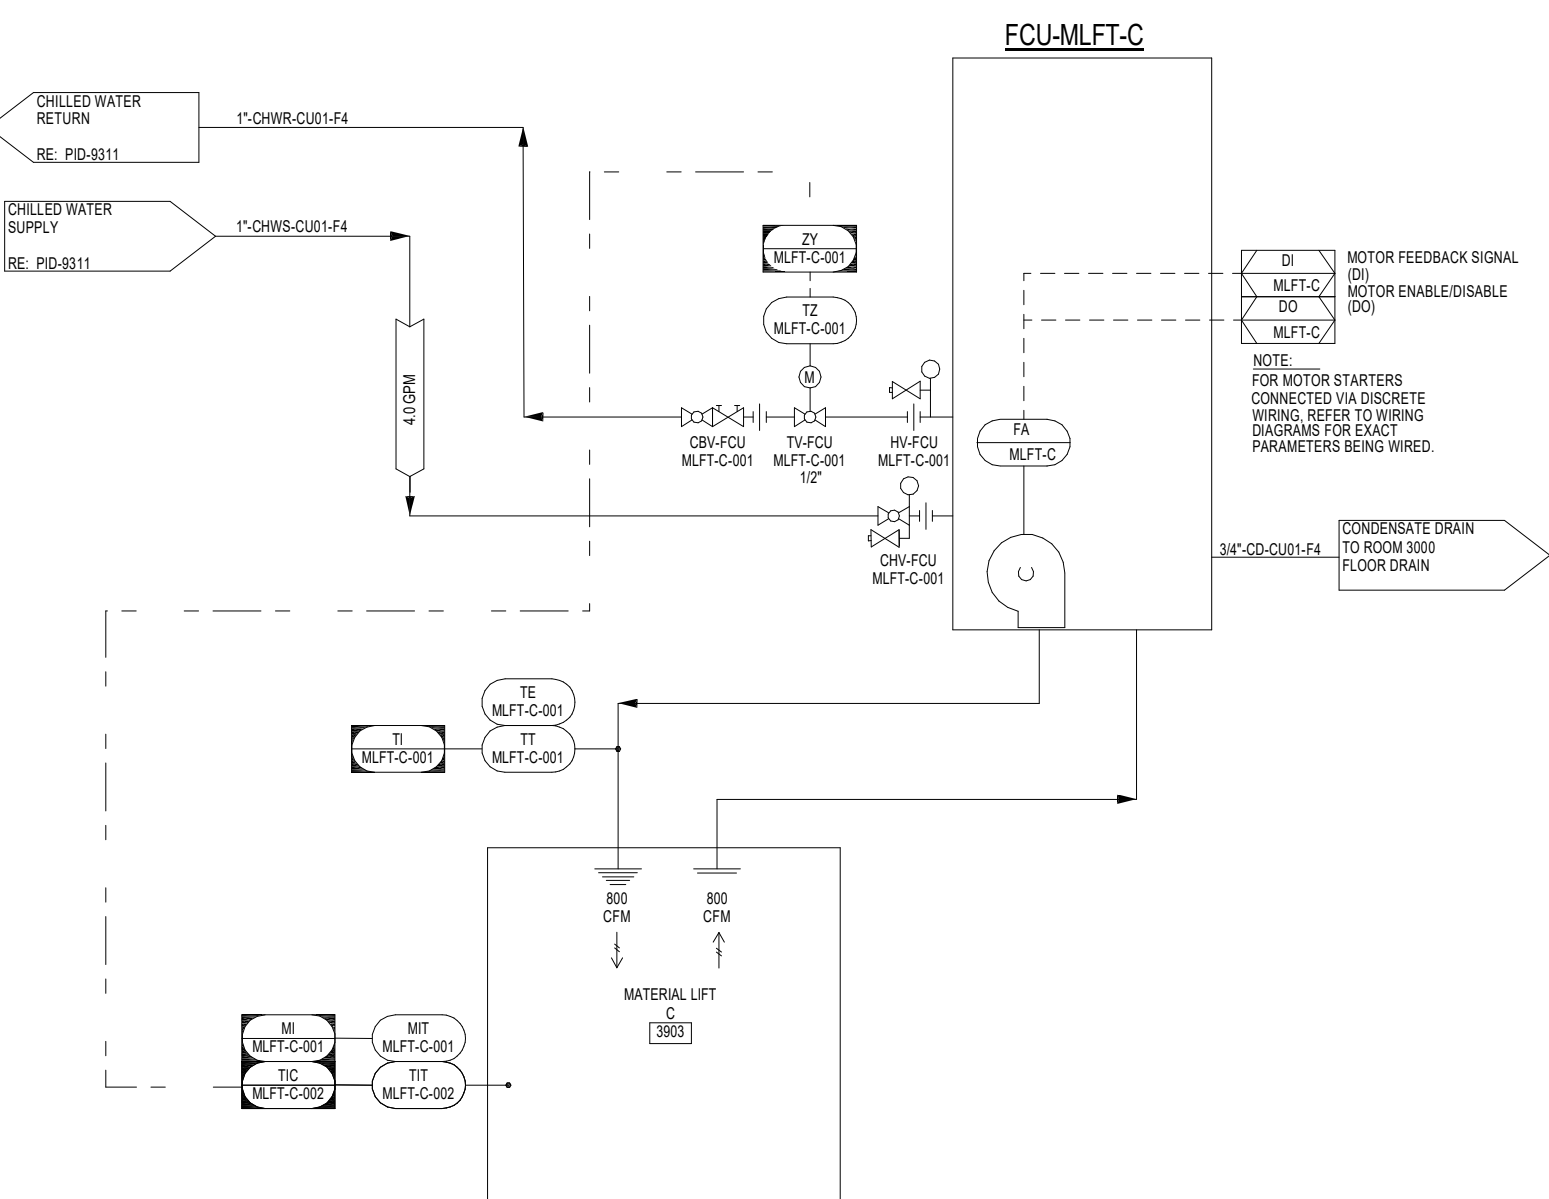 FCU-MLFT-C
CHILLED WATER
RETURN
RE: PID-9311
1"-CHWR-CU01-F4
CHILLED WATER
SUPPLY
RE: PID-9311
1"-CHWS-CU01-F4
4.0 GPM
ZY
MLFT-C-001
TZ
MLFT-C-001
M
CBV-FCU
MLFT-C-001
TV-FCU
MLFT-C-001
1/2"
HV-FCU
MLFT-C-001
CHV-FCU
MLFT-C-001
FA
MLFT-C
DI
MLFT-C
DO
MLFT-C
MOTOR FEEDBACK SIGNAL
(DI)
MOTOR ENABLE/DISABLE
(DO)
NOTE:
FOR MOTOR STARTERS
CONNECTED VIA DISCRETE
WIRING, REFER TO WIRING
DIAGRAMS FOR EXACT
PARAMETERS BEING WIRED.
3/4"-CD-CU01-F4
CONDENSATE DRAIN
TO ROOM 3000
FLOOR DRAIN
TE
MLFT-C-001
TI
MLFT-C-001
TT
MLFT-C-001
800
CFM
800
CFM
MATERIAL LIFT
C
3903
MI
MLFT-C-001
MIT
MLFT-C-001
TIC
MLFT-C-002
TIT
MLFT-C-002